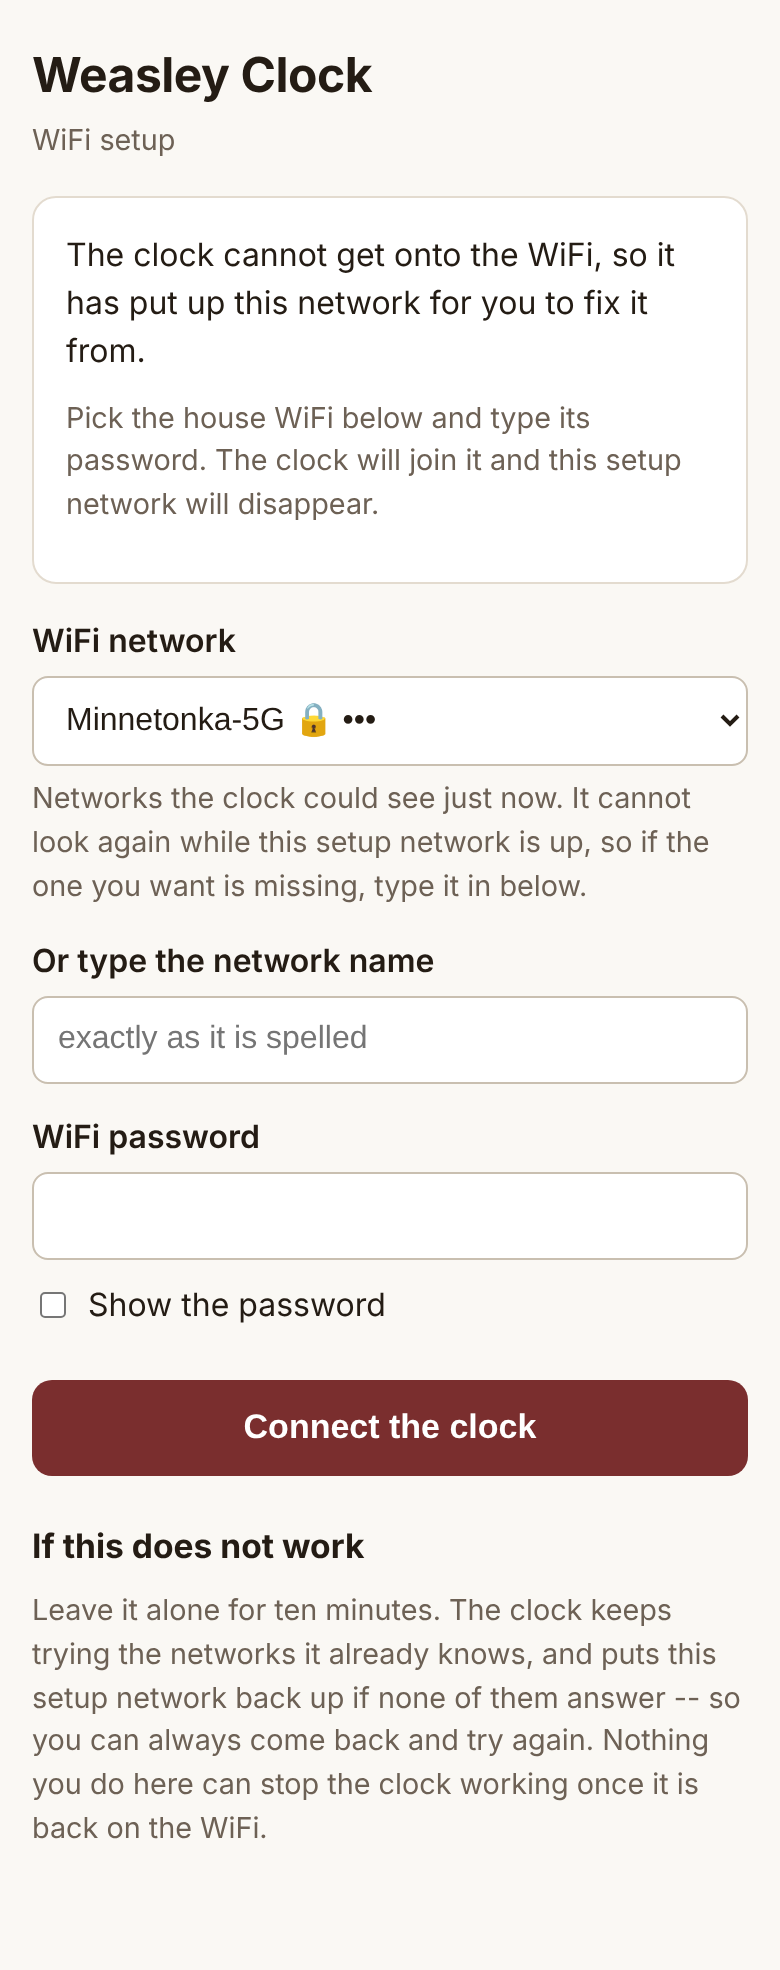 Weasley Clock
WiFi setup
The clock cannot get onto the WiFi, so it
has put up this network for you to fix it
from.
Pick the house WiFi below and type its
password. The clock will join it and this setup
network will disappear.
WiFi network
Minnetonka-5G 🔒 •••
Networks the clock could see just now. It cannot
look again while this setup network is up, so if the
one you want is missing, type it in below.
Or type the network name
exactly as it is spelled
WiFi password
Show the password
Connect the clock
If this does not work
Leave it alone for ten minutes. The clock keeps
trying the networks it already knows, and puts this
setup network back up if none of them answer -- so
you can always come back and try again. Nothing
you do here can stop the clock working once it is
back on the WiFi.